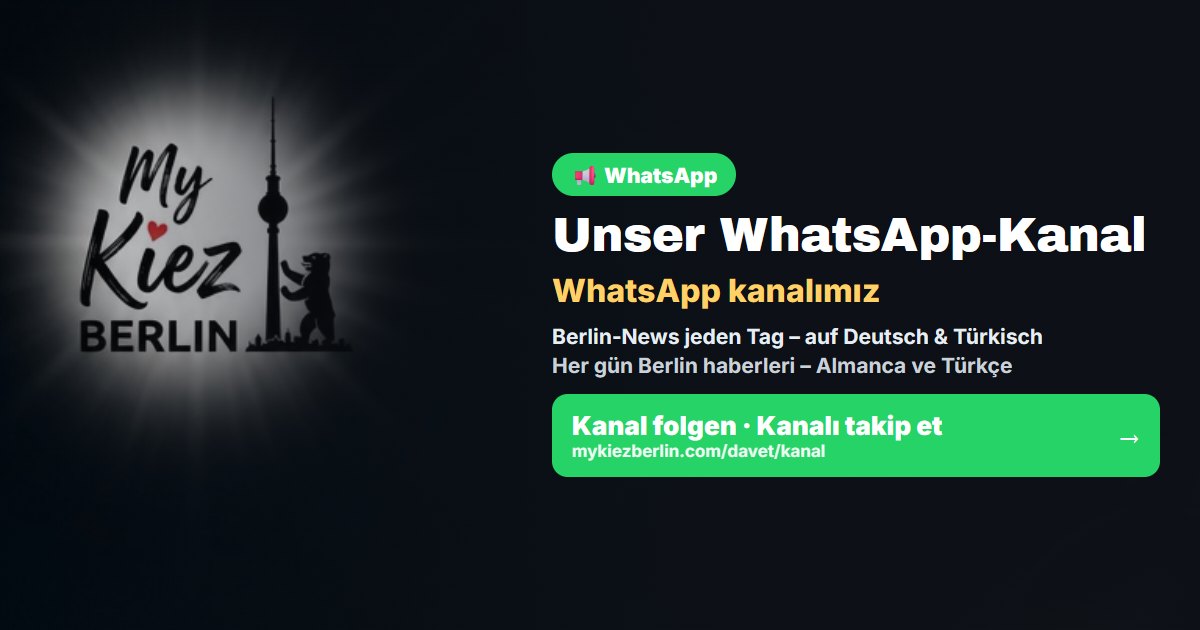 My
Kiez
BERLIN
📢 WhatsApp
Unser WhatsApp-Kanal
WhatsApp kanalımız
Berlin-News jeden Tag – auf Deutsch & Türkisch
Her gün Berlin haberleri – Almanca ve Türkçe
Kanal folgen · Kanalı takip et
mykiezberlin.com/davet/kanal
→